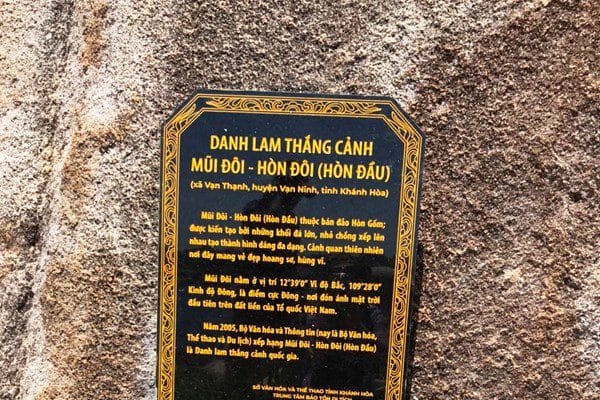 DANH LAM THẮNG CẢNH
MŨI ĐÔI - HÒN ĐÔI (HÒN ĐẦU)
(xã Vạn Thạnh, huyện Vạn Ninh, tỉnh Khánh Hòa)
Mũi Đôi - Hòn Đôi (Hòn Đầu) thuộc bán đảo Hòn Gốm;
được kiến tạo bởi những khối đá lớn, nhỏ chồng xếp lên
nhau tạo thành hình dáng đa dạng. Cảnh quan thiên nhiên
nơi đây mang vẻ đẹp hoang sơ, hùng vĩ.
Mũi Đôi nằm ở vị trí 12°39'0" Vĩ độ Bắc, 109°28'0"
Kinh độ Đông, là điểm cực Đông - nơi đón ánh mặt trời
đầu tiên trên đất liền của Tổ quốc Việt Nam.
Năm 2005, Bộ Văn hóa và Thông tin (nay là Bộ Văn hóa,
Thể thao và Du lịch) xếp hạng Mũi Đôi - Hòn Đôi (Hòn Đầu)
là Danh lam thắng cảnh quốc gia.
SỞ VĂN HÓA VÀ THỂ THAO TỈNH KHÁNH HÒA
TRUNG TÂM BẢO TỒN DI TÍCH